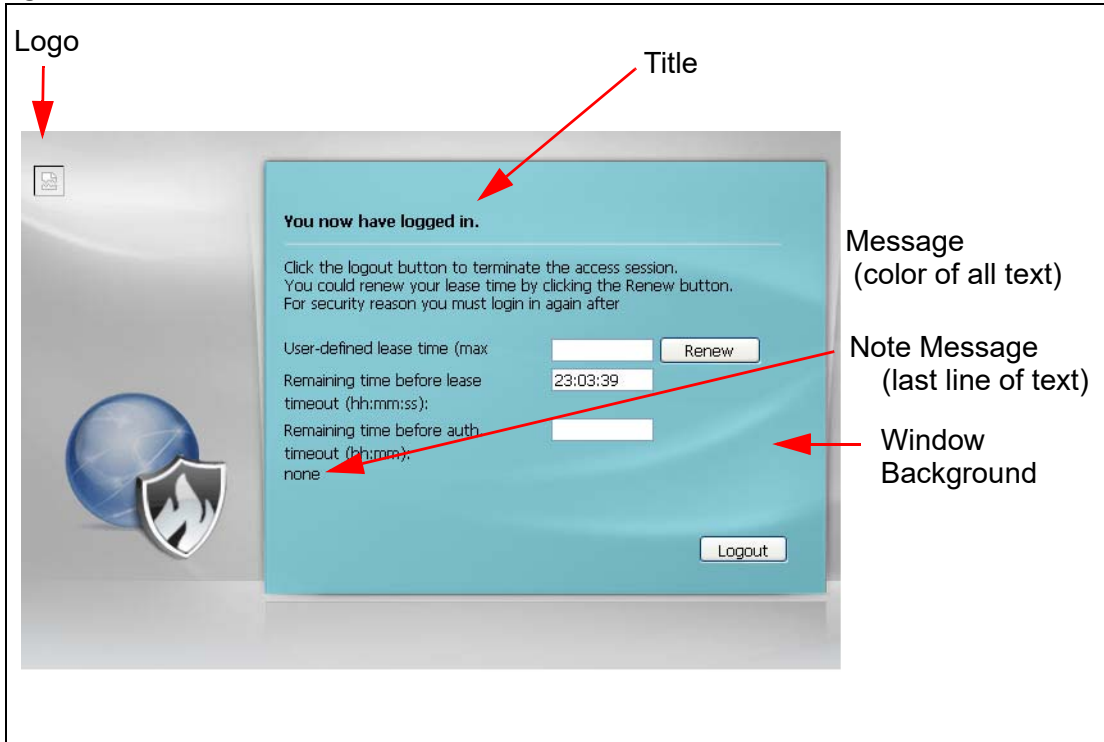 Logo
Title
You now have logged in.
Click the logout button to terminate the access session.
You could renew your lease time by clicking the Renew button.
For security reason you must login in again after
Message
(color of all text)
User-defined lease time (max
Renew
Note Message
(last line of text)
Remaining time before lease
23:03:39
timeout (hh:mm:ss):
Remaining time before auth.
timeout (hh:mm):
none
Window
Background
Logout